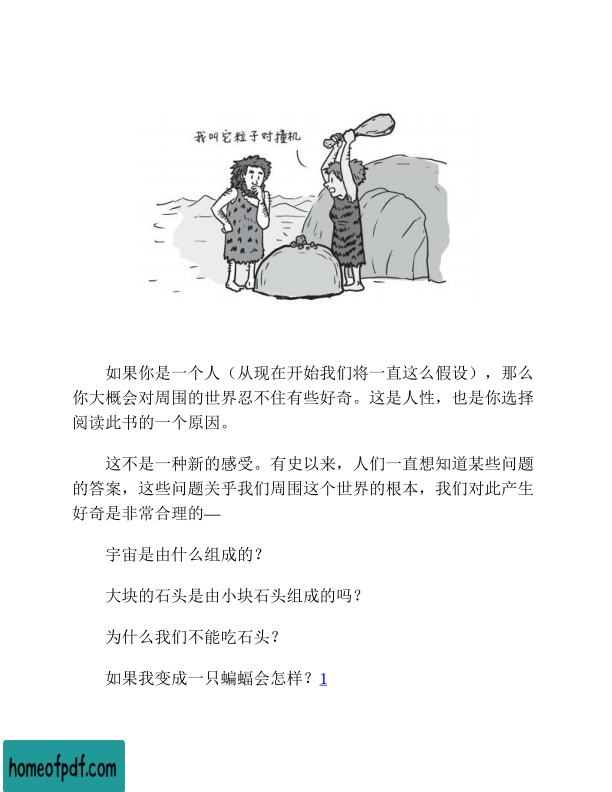 我叫它粒子对撞机
如果你是一个人（从现在开始我们将一直这么假设），那么
你大概会对周围的世界忍不住有些好奇。这是人性，也是你选择
阅读此书的一个原因。
这不是一种新的感受。有史以来，人们一直想知道某些问题
的答案，这些问题关乎我们周围这个世界的根本，我们对此产生
好奇是非常合理的—
宇宙是由什么组成的？
大块的石头是由小块石头组成的吗？
为什么我们不能吃石头？
如果我变成一只蝙蝠会怎样？1
homeofpdf.com